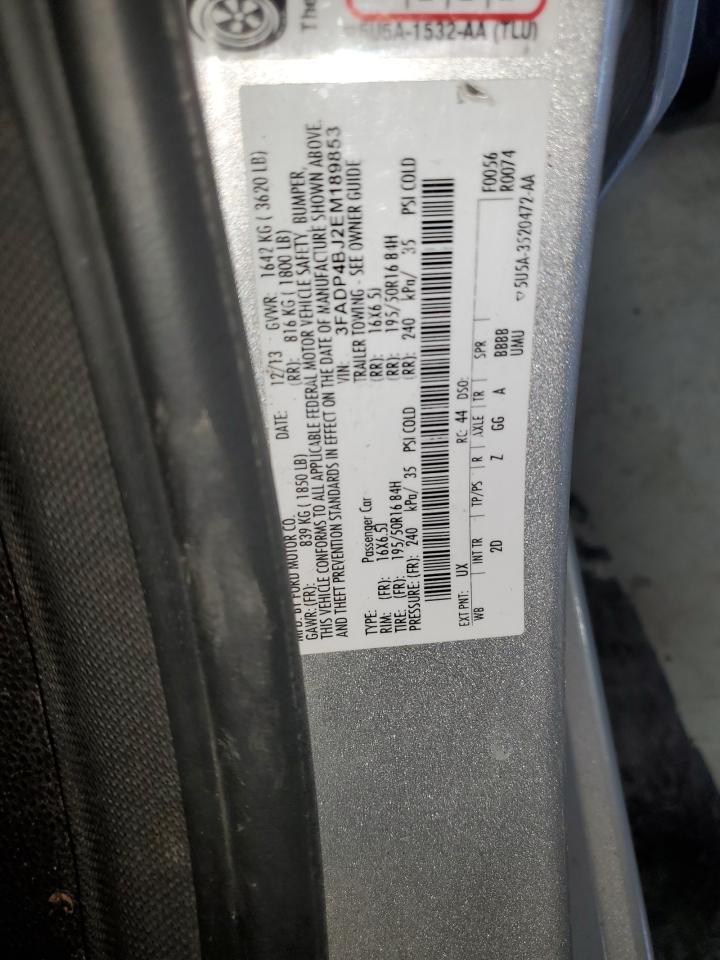 The
5U5A-1532-AA (TLU)
MFD. BY FORD MOTOR CO.
DATE: 12/13 GVWR: 1642 KG ( 3620 LB)
GAWR: (FR): 839 KG ( 1850 LB) (RR): 816 KG ( 1800 LB)
THIS VEHICLE CONFORMS TO ALL APPLICABLE FEDERAL MOTOR VEHICLE SAFETY, BUMPER,
AND THEFT PREVENTION STANDARDS IN EFFECT ON THE DATE OF MANUFACTURE SHOWN ABOVE.
VIN: 3FADP4BJ2EM189853
TYPE: Passenger Car TRAILER TOWING - SEE OWNER GUIDE
RIM: (FR): 16X6.5J (RR): 16X6.5J
TIRE: (FR): 195/50R16 84H (RR): 195/50R16 84H
PRESSURE: (FR): 240 kPa/ 35 PSI COLD (RR): 240 kPa/ 35 PSI COLD
EXT PNT: UX RC: 44 DSO: F0056
WB INT TR TP/PS R AXLE TR SPR R0074
2D Z GG A BBBB
UMU
5U5A-3520472-AA